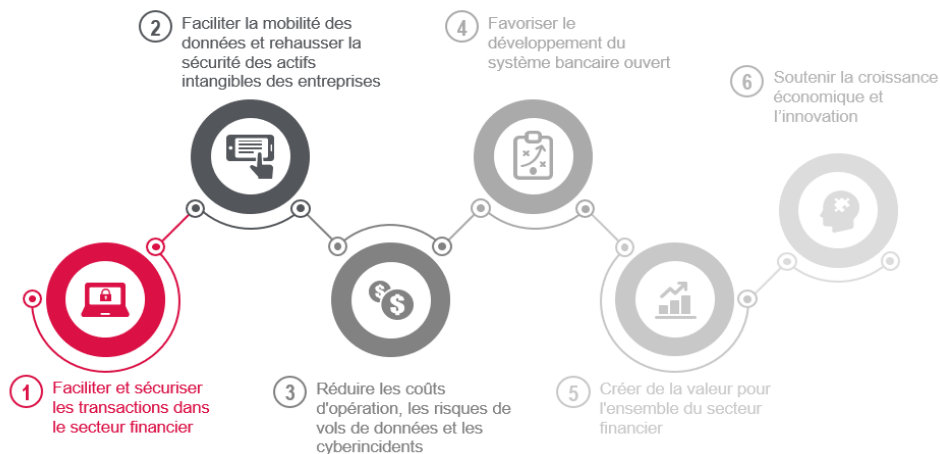 1
Faciliter et sécuriser
les transactions dans
le secteur financier
2
Faciliter la mobilité des
données et rehausser la
sécurité des actifs
intangibles des entreprises
3
Réduire les coûts
d'opération, les risques de
vols de données et les
cyberincidents
4
Favoriser le
développement du
système bancaire ouvert
5
Créer de la valeur pour
l'ensemble du secteur
financier
6
Soutenir la croissance
économique et
l'innovation
$
$